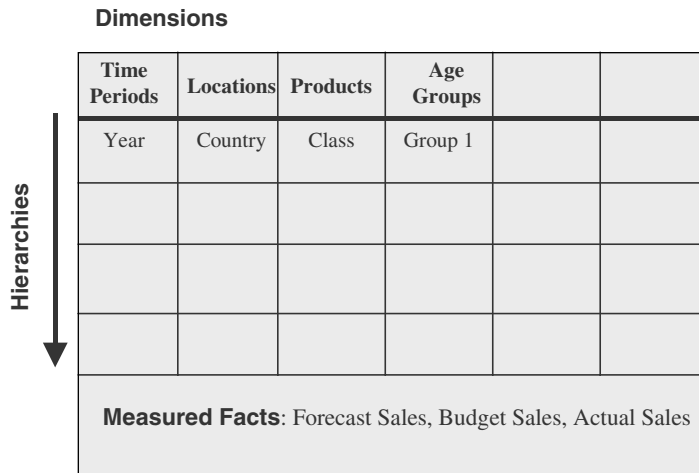 Dimensions
Time Periods Locations Products Age Groups
Year Country Class Group 1
Hierarchies
Measured Facts: Forecast Sales, Budget Sales, Actual Sales